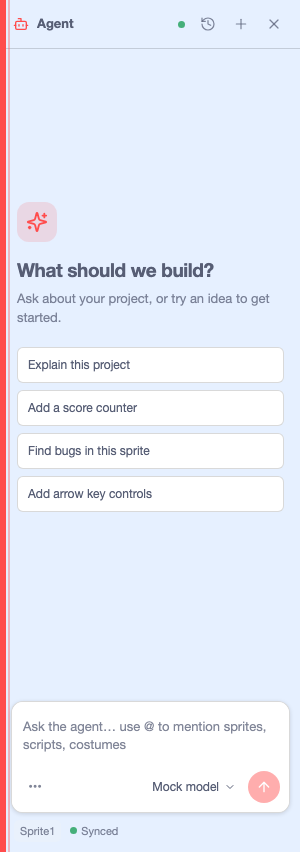 Agent
What should we build?
Ask about your project, or try an idea to get
started.
Explain this project
Add a score counter
Find bugs in this sprite
Add arrow key controls
Ask the agent… use @ to mention sprites,
scripts, costumes
Mock model
Sprite1 Synced